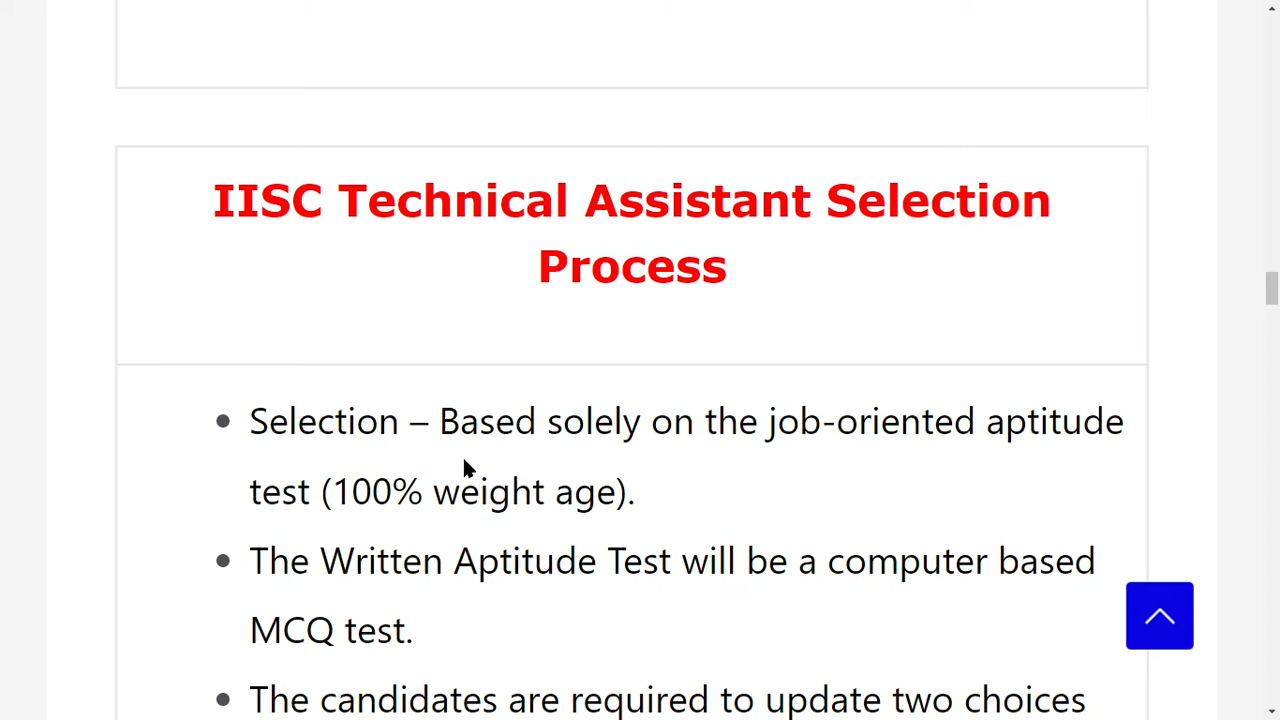 IISC Technical Assistant Selection
Process
Selection – Based solely on the job-oriented aptitude
test (100% weight age).
The Written Aptitude Test will be a computer based
MCQ test.
The candidates are required to update two choices